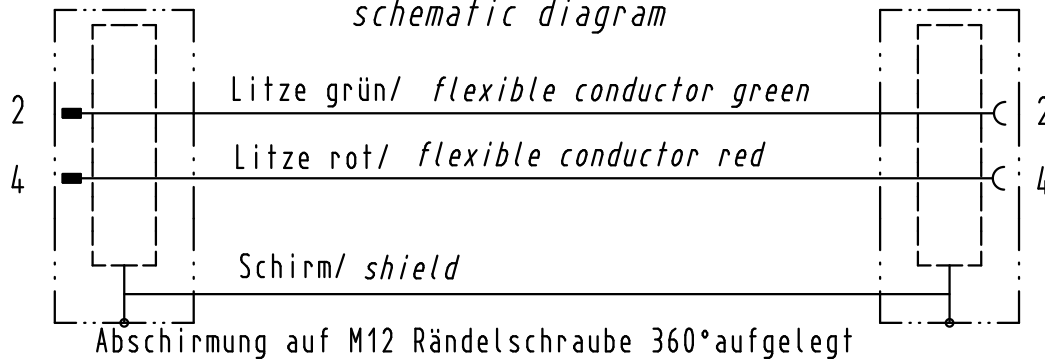 schematic diagram
Litze grün/ flexible conductor green
2 2
Litze rot/ flexible conductor red
4 4
Schirm/ shield
Abschirmung auf M12 Rändelschraube 360°aufgelegt